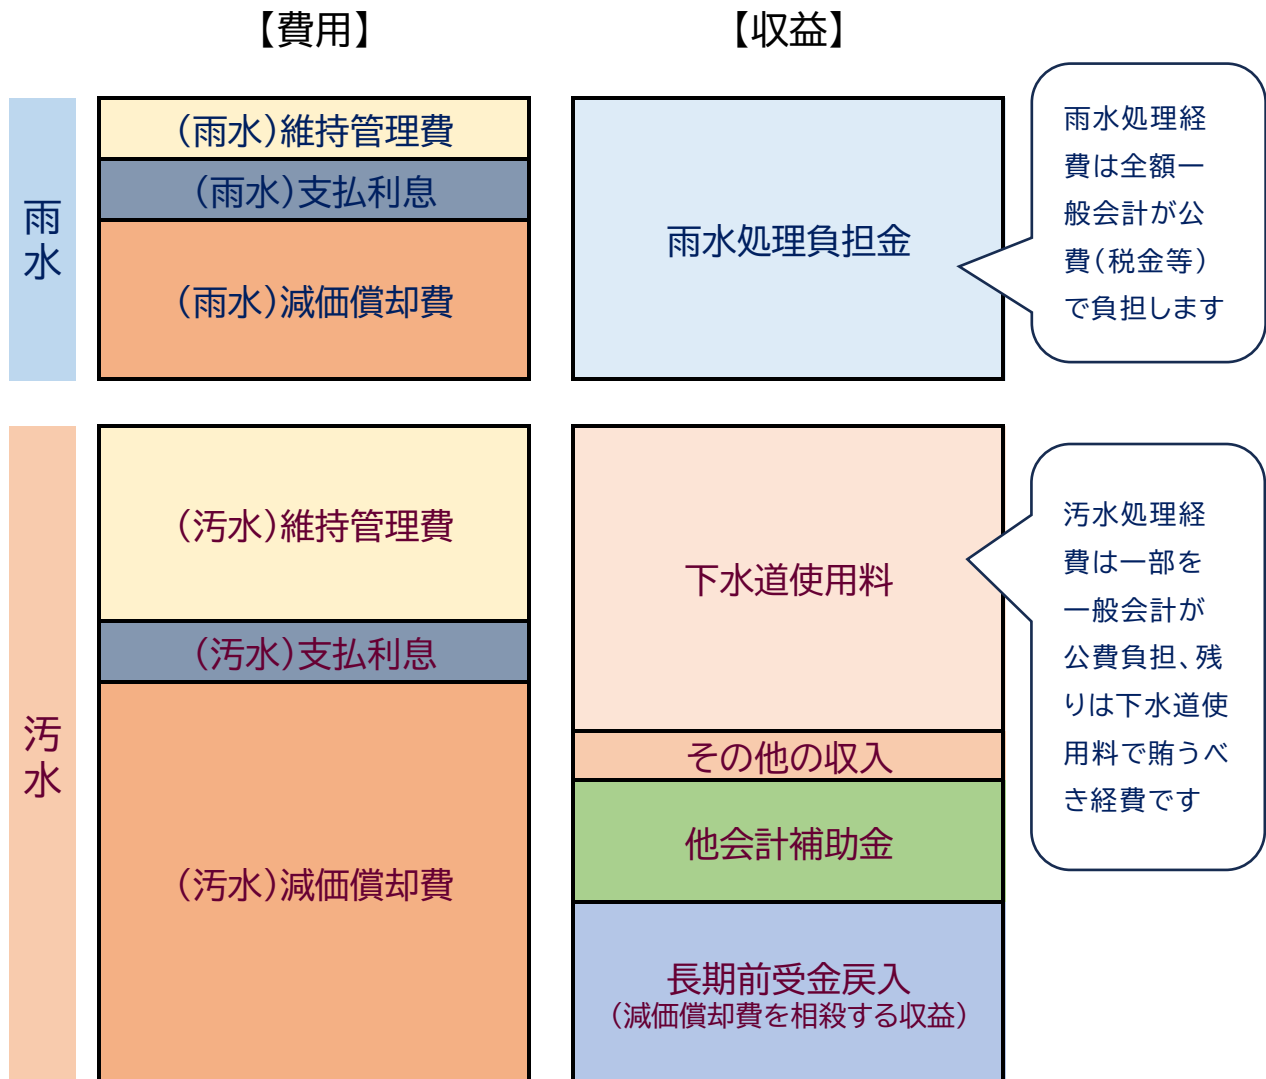 【費用】
【収益】
雨水
（雨水）維持管理費
（雨水）支払利息
（雨水）減価償却費
雨水処理負担金
雨水処理経
費は全額一
般会計が公
費（税金等）
で負担します
汚水
（汚水）維持管理費
（汚水）支払利息
（汚水）減価償却費
下水道使用料
その他の収入
他会計補助金
長期前受金戻入
（減価償却費を相殺する収益）
汚水処理経
費は一部を
一般会計が
公費負担、残
りは下水道使
用料で賄うべ
き経費です